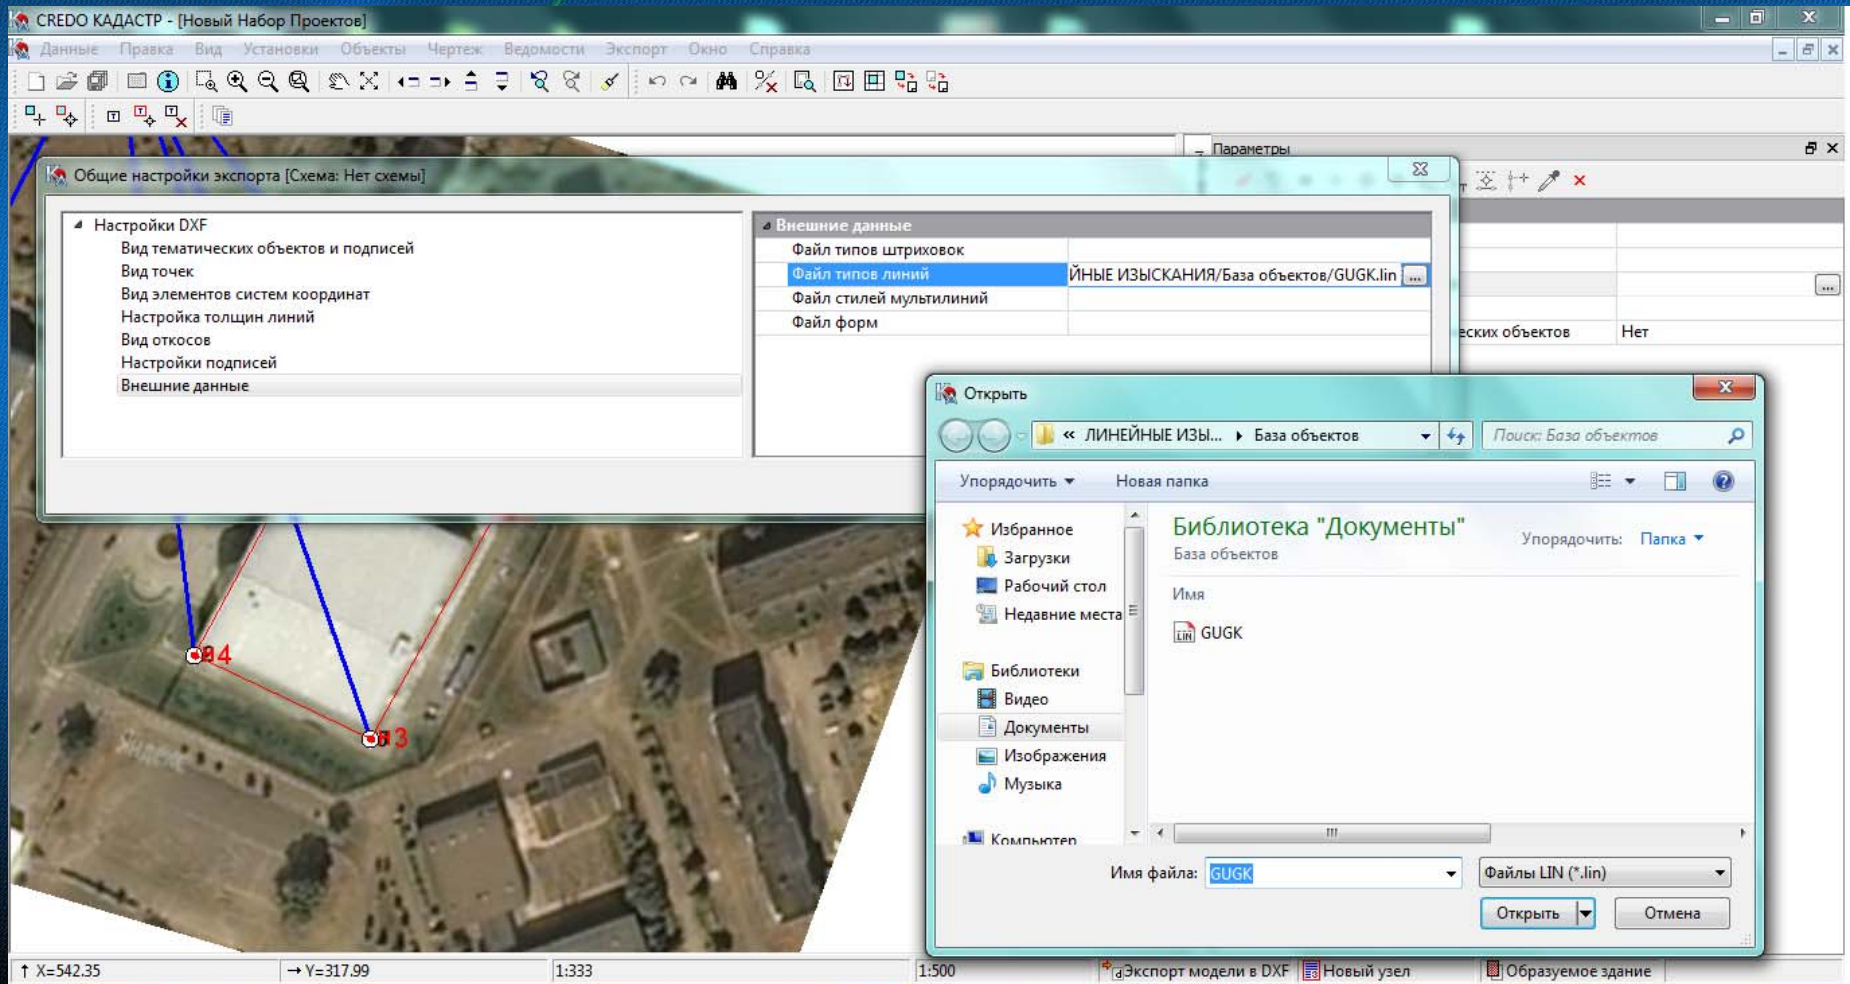 CREDO КАДАСТР - [Новый Набор Проектов]
Данные Правка Вид Установки Объекты Чертеж Ведомости Экспорт Окно Справка
Параметры
Общие настройки экспорта [Схема: Нет схемы]
Настройки DXF
Вид тематических объектов и подписей
Вид точек
Вид элементов систем координат
Настройка толщин линий
Вид откосов
Настройки подписей
Внешние данные
Внешние данные
Файл типов штриховок
Файл типов линий ЙНЫЕ ИЗЫСКАНИЯ/База объектов/GUGK.lin ...
Файл стилей мультилиний
Файл форм
еских объектов Нет
Открыть
« ЛИНЕЙНЫЕ ИЗЫ... База объектов
Поиск: База объектов
Упорядочить Новая папка
Избранное
Загрузки
Рабочий стол
Недавние места
Библиотеки
Видео
Документы
Изображения
Музыка
Компьютер
Библиотека "Документы"
База объектов
Упорядочить: Папка
Имя
LIN GUGK
Имя файла: GUGK
Файлы LIN (*.lin)
Открыть Отмена
X=542.35 Y=317.99 1:333 1:500 Экспорт модели в DXF Новый узел Образуемое здание